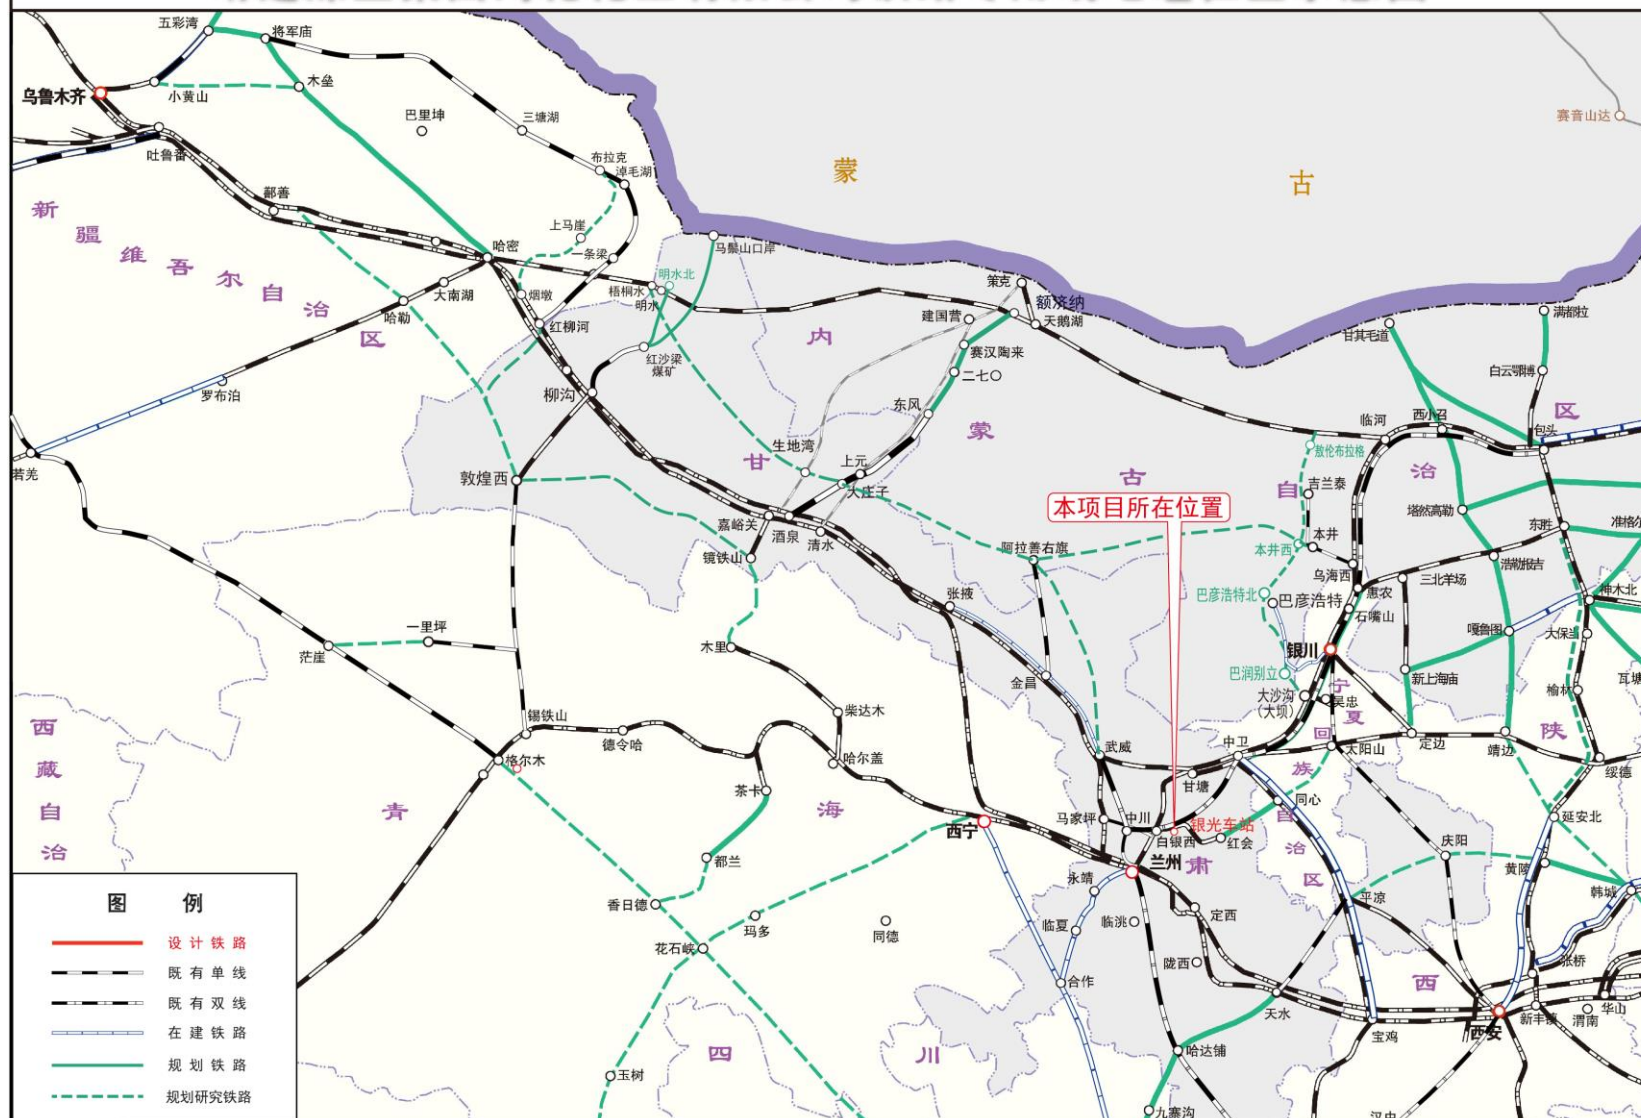 五彩湾
将军庙
乌鲁木齐
小黄山
木垒
巴里坤
三塘湖
赛音山达
吐鲁番
布拉克
淖毛湖
蒙
古
鄯善
新
疆
维
吾
尔
自
治
区
上马崖
哈密
一条梁
马鬃山口岸
大南湖
哈勒
烟墩
梧桐水
明水
明水北
策克
额济纳
建国营
天鹅湖
满都拉
甘其毛道
红柳河
红沙梁
煤矿
内
赛汉陶来
二七〇
白云鄂博
罗布泊
柳沟
东风
蒙
临河
西小召
包头
区
若羌
敦煌西
生地湾
甘
上元
大庄子
古
敖伦布拉格
自
吉兰泰
治
本项目所在位置
塔然高勒
东胜
准格尔
嘉峪关
酒泉
清水
镜铁山
阿拉善右旗
本井西
本井
乌海西
浩勒报吉
三北羊场
惠农
神木北
张掖
巴彦浩特北
巴彦浩特
石嘴山
嘎鲁图
大保当
茫崖
一里坪
木里
金昌
银川
巴润别立
宁
新上海庙
榆林
瓦塘
大沙沟
(大坝)
吴忠
夏
西
藏
自
治
锡铁山
德令哈
柴达木
回
陕
格尔木
哈尔盖
武威
中卫
太阳山
定边
靖边
绥德
茶卡
甘塘
族
青
海
西宁
马家坪
中川
白银西
银光车站
红会
同心
自
延安北
都兰
兰州
肃
治
庆阳
黄陵
图 例
永靖
区
平凉
韩城
香日德
玛多
同德
临夏
临洮
定西
设计铁路
花石峡
陇西
张桥
既有单线
合作
西
既有双线
天水
宝鸡
西安
新丰镇
渭南
华山
在建铁路
四
川
哈达铺
规划铁路
玉树
规划研究铁路
九寨沟